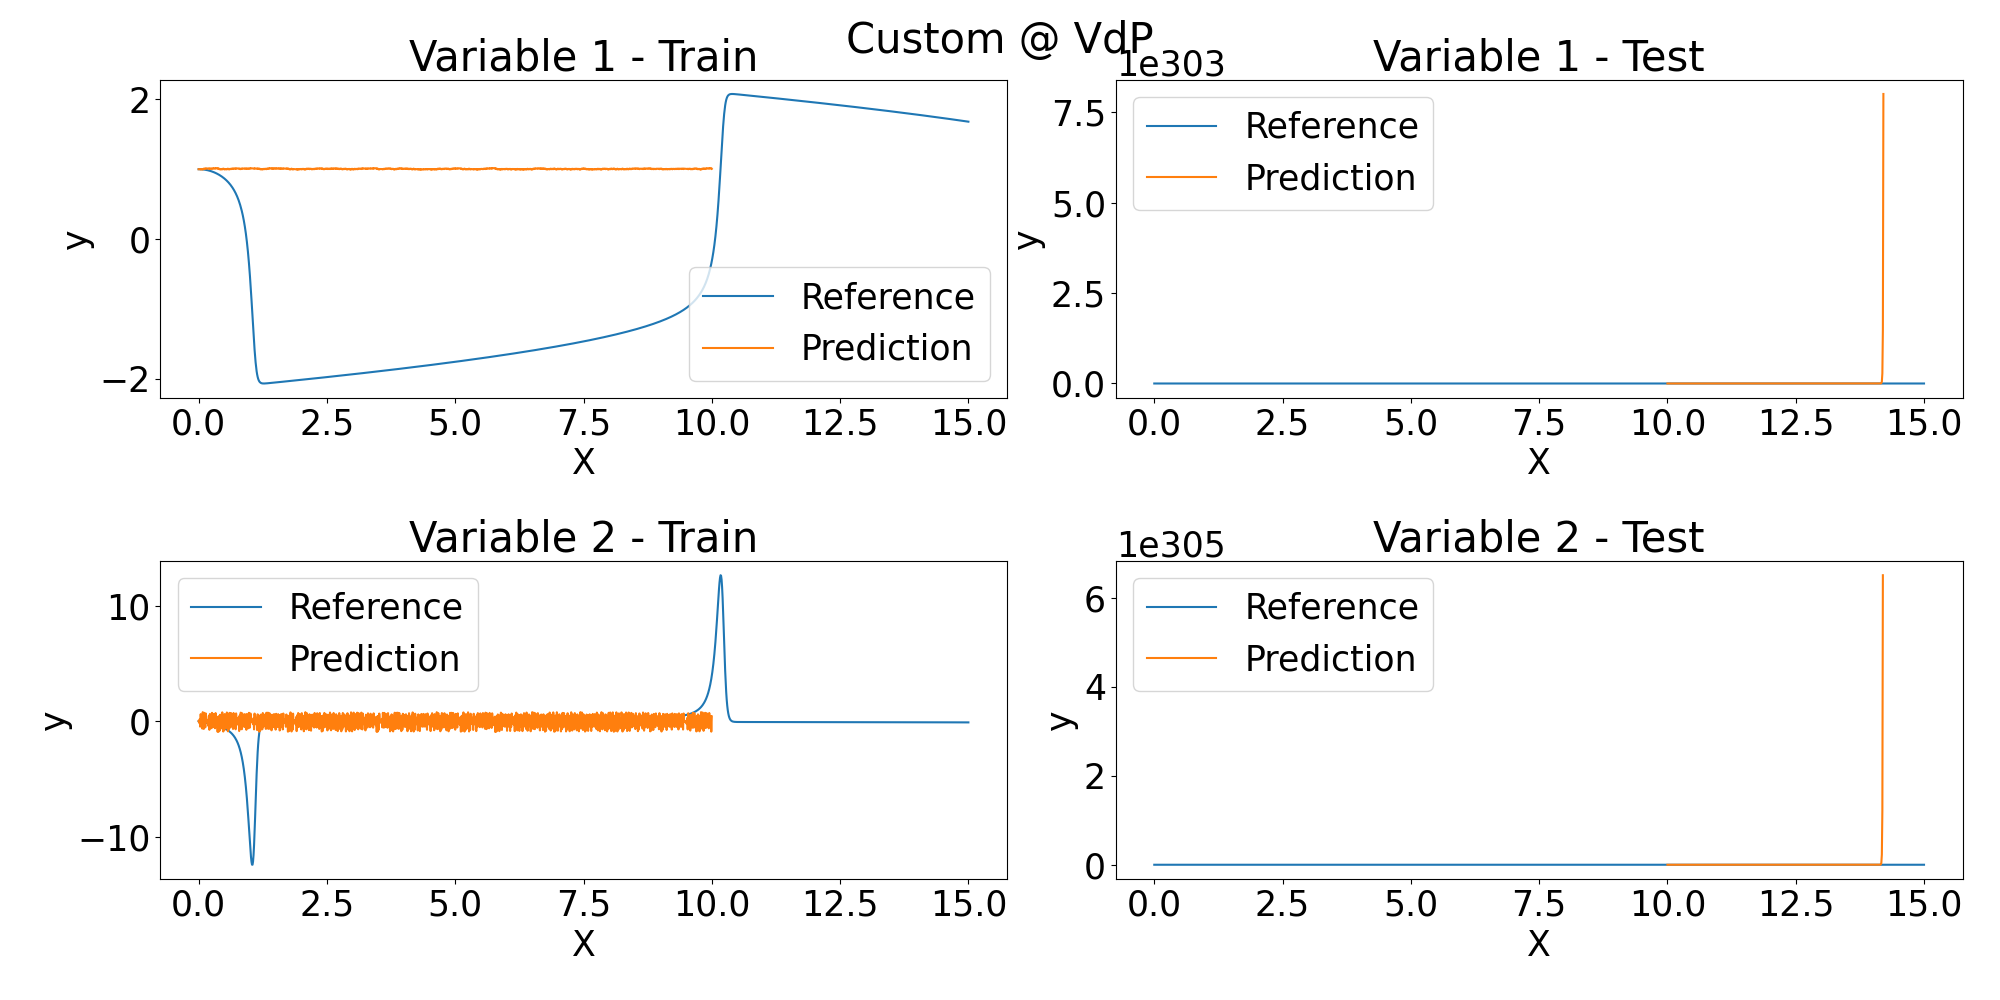 Custom @ VdP
Variable 1 - Train
2
0
−2
y
Reference
Prediction
0.0 2.5 5.0 7.5 10.0 12.5 15.0
X
Variable 1 - Test
1e303
7.5
5.0
2.5
0.0
y
Reference
Prediction
0.0 2.5 5.0 7.5 10.0 12.5 15.0
X
Variable 2 - Train
10
0
−10
y
Reference
Prediction
0.0 2.5 5.0 7.5 10.0 12.5 15.0
X
Variable 2 - Test
1e305
6
4
2
0
y
Reference
Prediction
0.0 2.5 5.0 7.5 10.0 12.5 15.0
X